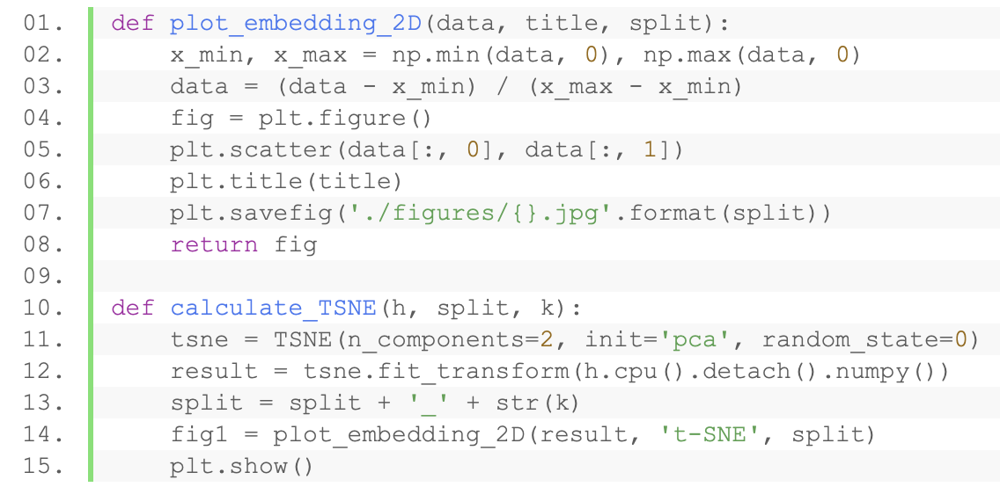 01. def plot_embedding_2D(data, title, split):
02.     x_min, x_max = np.min(data, 0), np.max(data, 0)
03.     data = (data - x_min) / (x_max - x_min)
04.     fig = plt.figure()
05.     plt.scatter(data[:, 0], data[:, 1])
06.     plt.title(title)
07.     plt.savefig('./figures/{}.jpg'.format(split))
08.     return fig
09.
10. def calculate_TSNE(h, split, k):
11.     tsne = TSNE(n_components=2, init='pca', random_state=0)
12.     result = tsne.fit_transform(h.cpu().detach().numpy())
13.     split = split + '_' + str(k)
14.     fig1 = plot_embedding_2D(result, 't-SNE', split)
15.     plt.show()